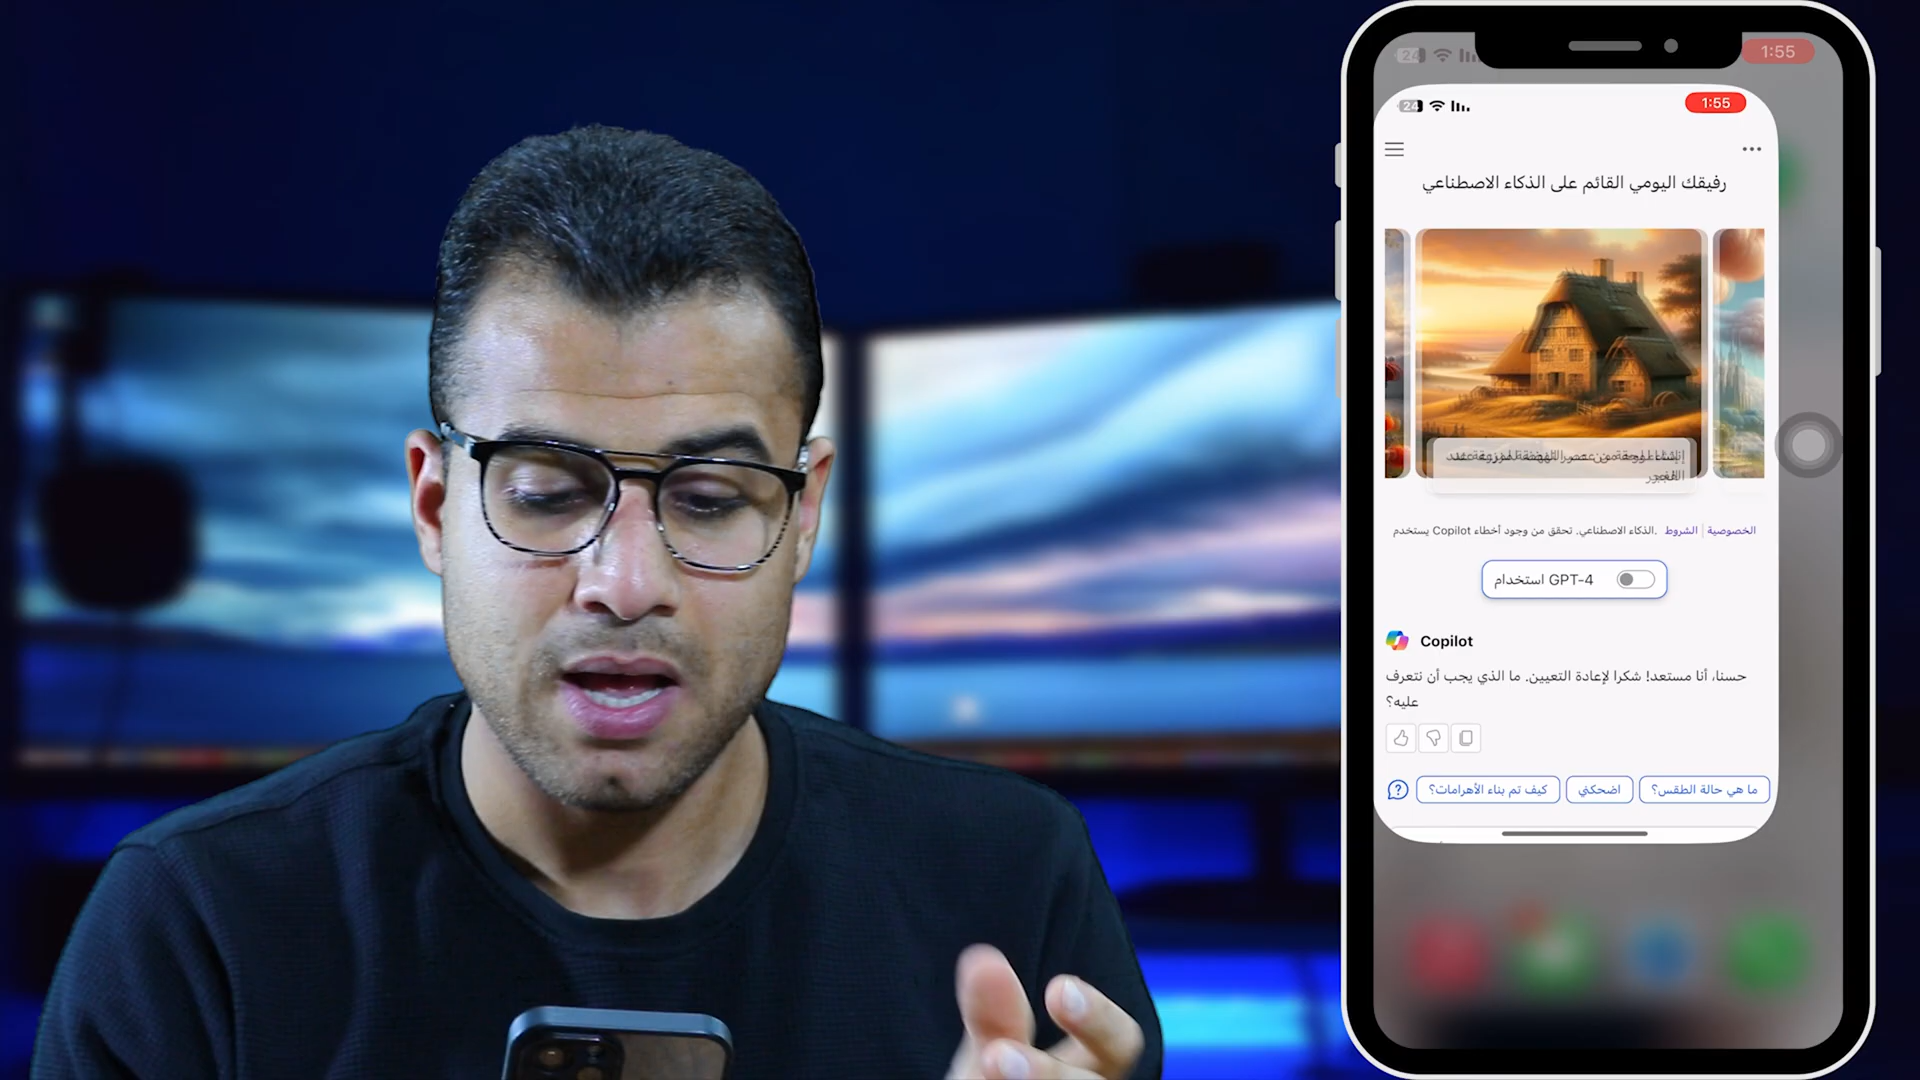 24
1:55
24
1:55
رفيقك اليومي القائم على الذكاء الاصطناعي
يستخدم Copilot الذكاء الاصطناعي. تحقق من وجود أخطاء. الشروط | الخصوصية
استخدام GPT-4
Copilot
حسنا، أنا مستعد! شكرا لإعادة التعيين. ما الذي يجب أن نتعرف
عليه؟
ما هي حالة الطقس؟
اضحكني
كيف تم بناء الأهرامات؟